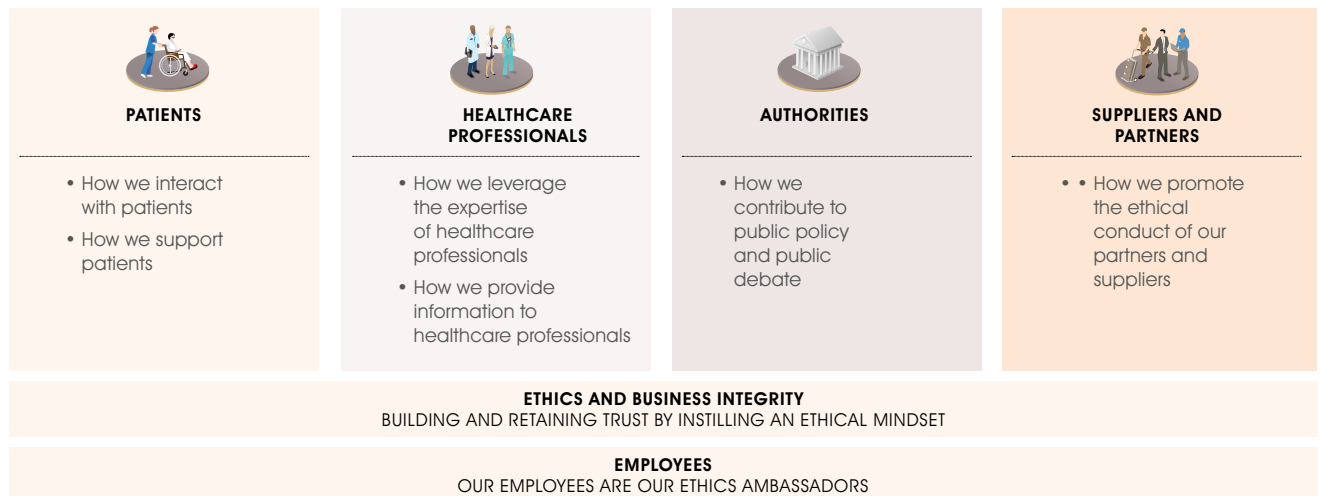 PATIENTS
• How we interact
with patients
• How we support
patients
HEALTHCARE
PROFESSIONALS
• How we leverage
the expertise
of healthcare
professionals
• How we provide
information to
healthcare professionals
AUTHORITIES
• How we
contribute to
public policy
and public
debate
SUPPLIERS AND
PARTNERS
• • How we promote
the ethical
conduct of our
partners and
suppliers
ETHICS AND BUSINESS INTEGRITY
BUILDING AND RETAINING TRUST BY INSTILLING AN ETHICAL MINDSET
EMPLOYEES
OUR EMPLOYEES ARE OUR ETHICS AMBASSADORS